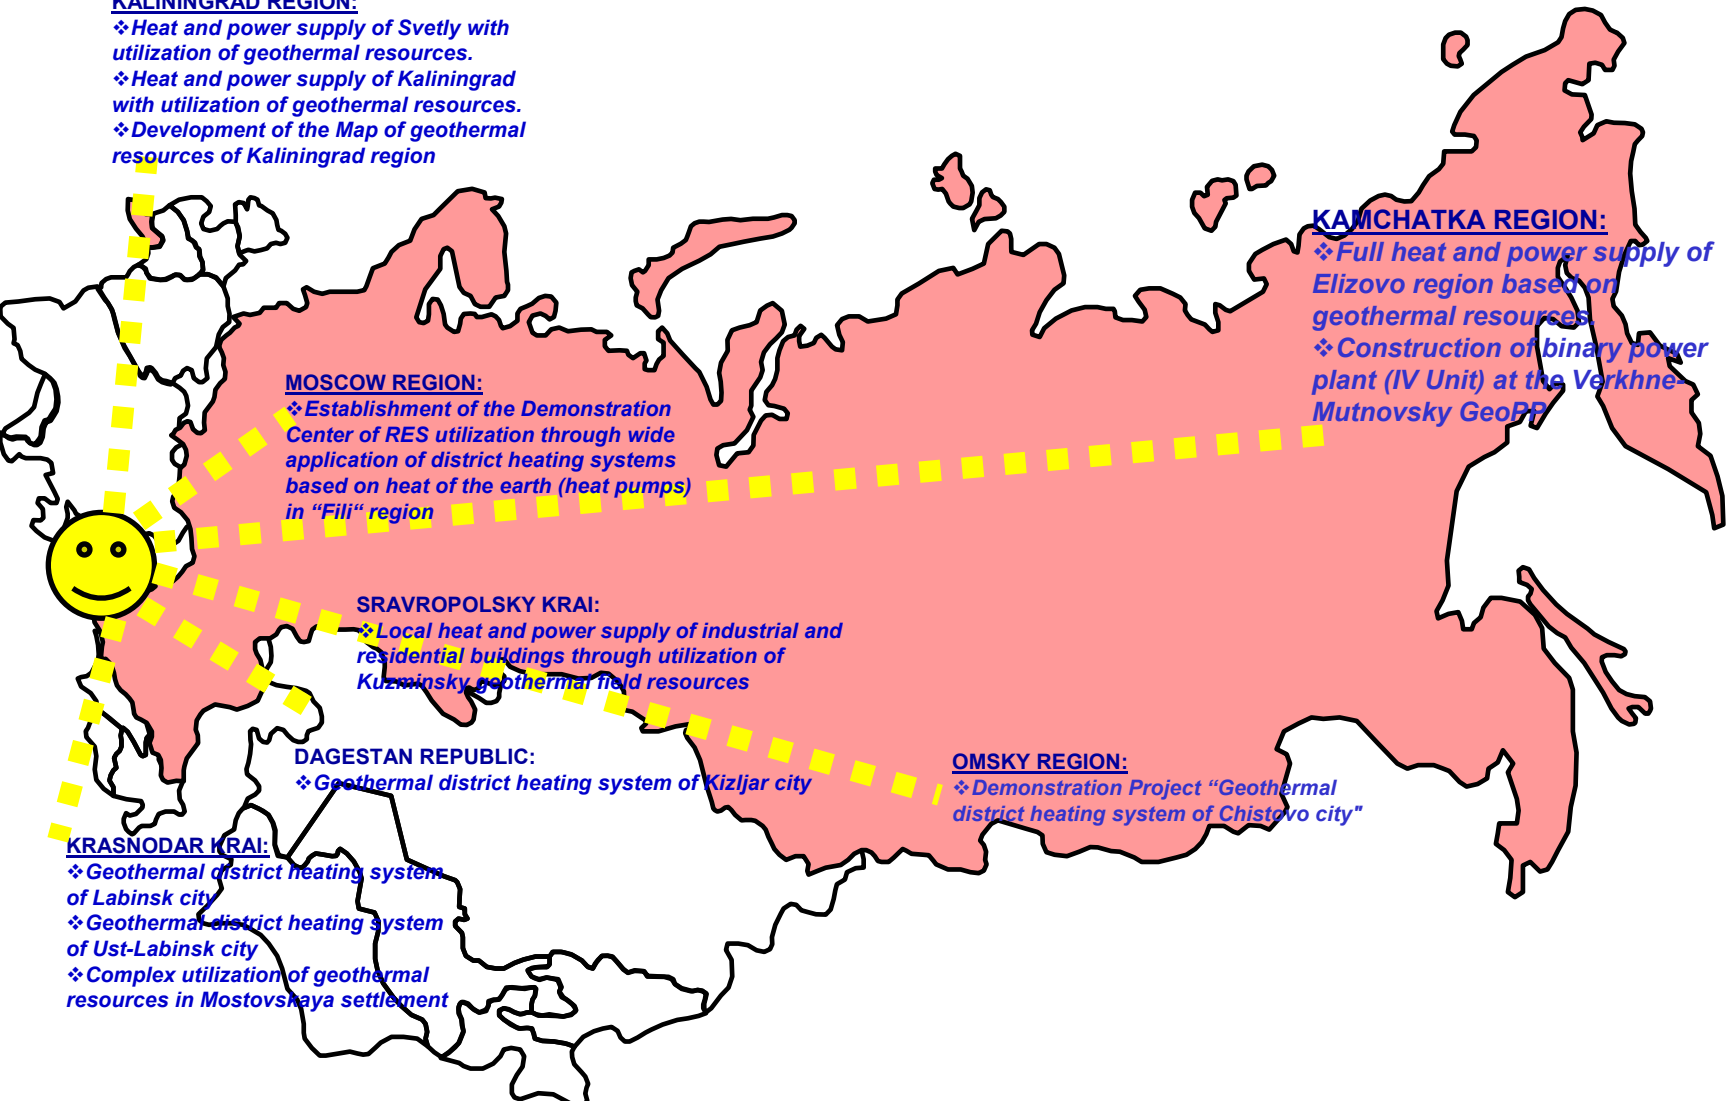 KALININGRAD REGION:
❖Heat and power supply of Svetly with
utilization of geothermal resources.
❖Heat and power supply of Kaliningrad
with utilization of geothermal resources.
❖Development of the Map of geothermal
resources of Kaliningrad region
KAMCHATKA REGION:
❖Full heat and power supply of
Elizovo region based on
geothermal resources.
❖Construction of binary power
plant (IV Unit) at the Verkhne-
Mutnovsky GeoPP
MOSCOW REGION:
❖Establishment of the Demonstration
Center of RES utilization through wide
application of district heating systems
based on heat of the earth (heat pumps)
in “Fili“ region
SRAVROPOLSKY KRAI:
❖Local heat and power supply of industrial and
residential buildings through utilization of
Kuzminsky geothermal field resources
DAGESTAN REPUBLIC:
❖Geothermal district heating system of Kizljar city
OMSKY REGION:
❖Demonstration Project “Geothermal
district heating system of Chistovo city"
KRASNODAR KRAI:
❖Geothermal district heating system
of Labinsk city
❖Geothermal district heating system
of Ust-Labinsk city
❖Complex utilization of geothermal
resources in Mostovskaya settlement